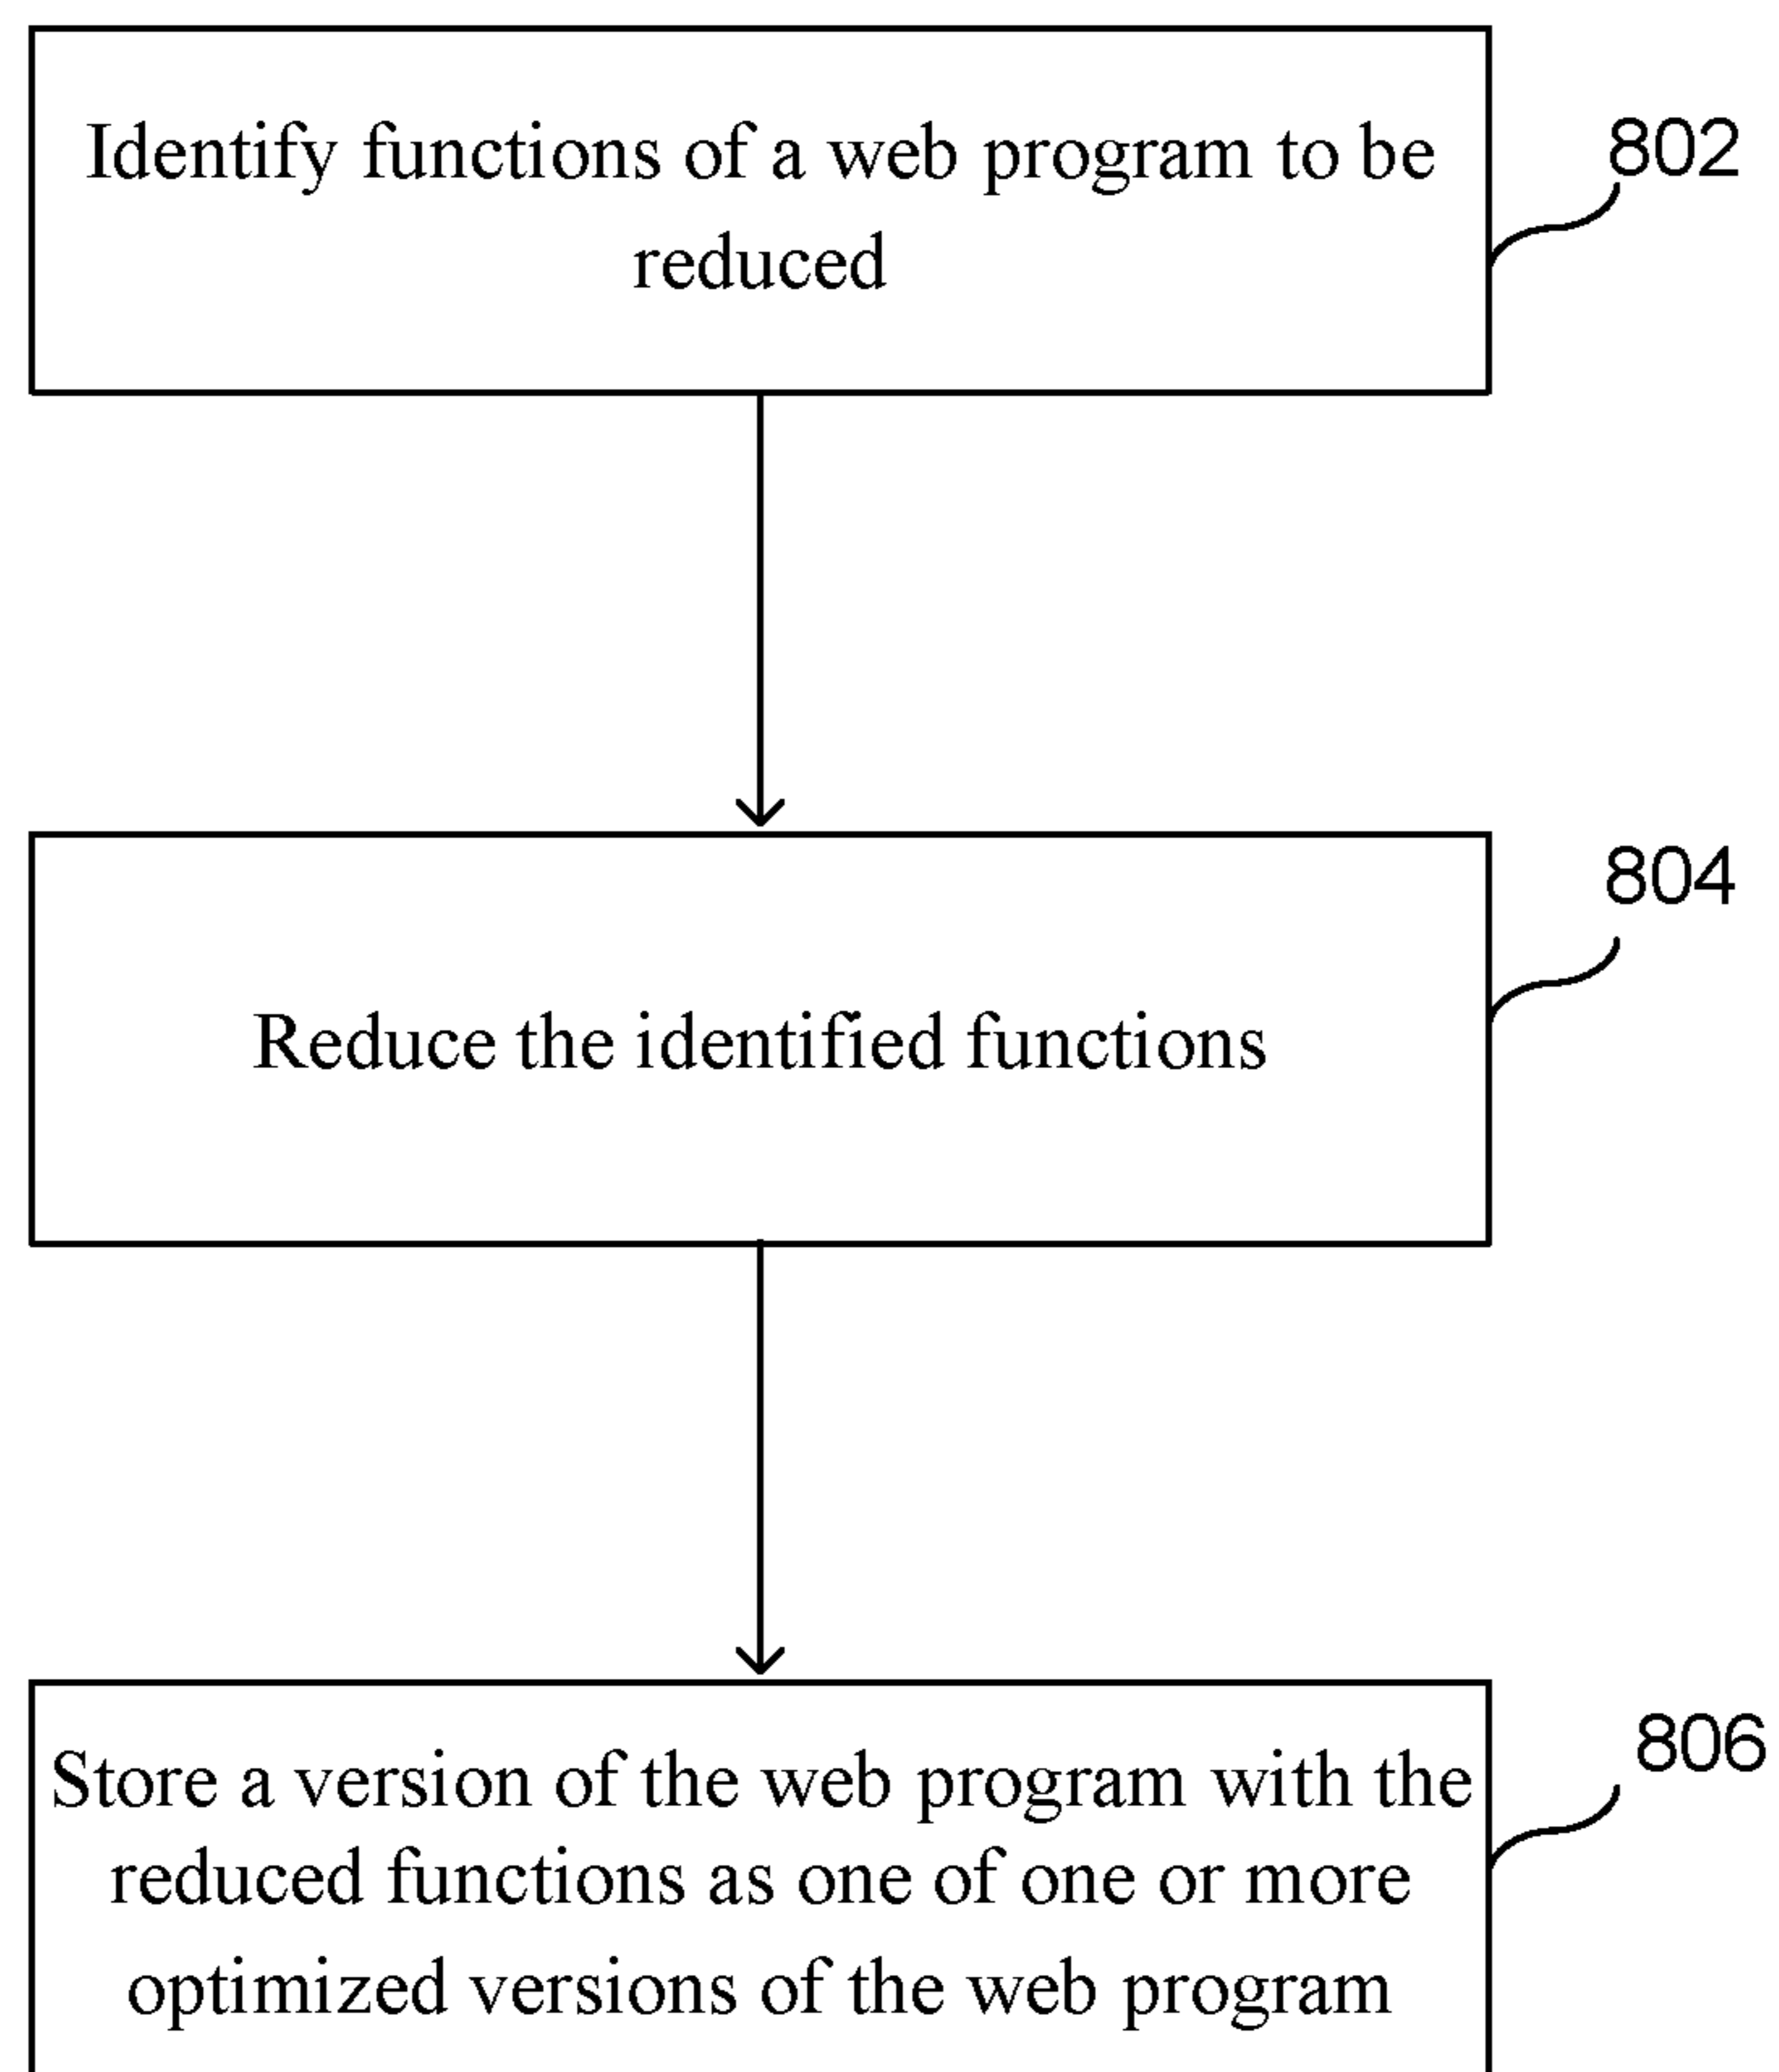 Identify functions of a web program to be
reduced
802
Reduce the identified functions
804
Store a version of the web program with the
reduced functions as one of one or more
optimized versions of the web program
806